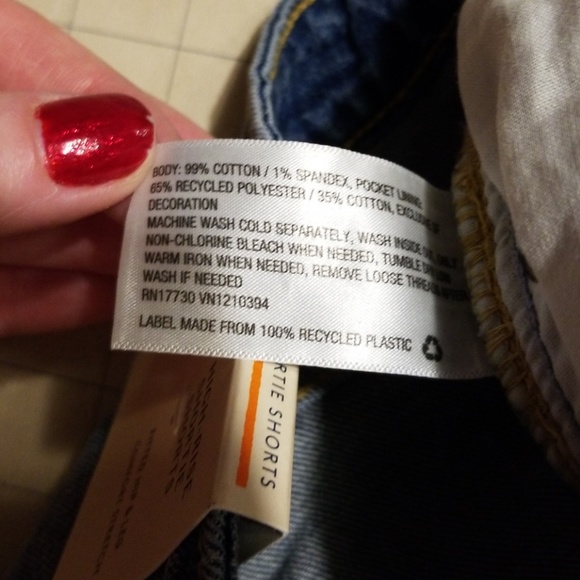 BODY: 99% COTTON / 1% SPANDEX, POCKET LINING:
65% RECYCLED POLYESTER / 35% COTTON, EXCLUSIVE OF
DECORATION
MACHINE WASH COLD SEPARATELY, WASH INSIDE OUT, ONLY
NON-CHLORINE BLEACH WHEN NEEDED, TUMBLE DRY LOW
WARM IRON WHEN NEEDED, REMOVE LOOSE THREADS AFTER
WASH IF NEEDED
RN17730 VN1210394
LABEL MADE FROM 100% RECYCLED PLASTIC
RTIE SHORTS